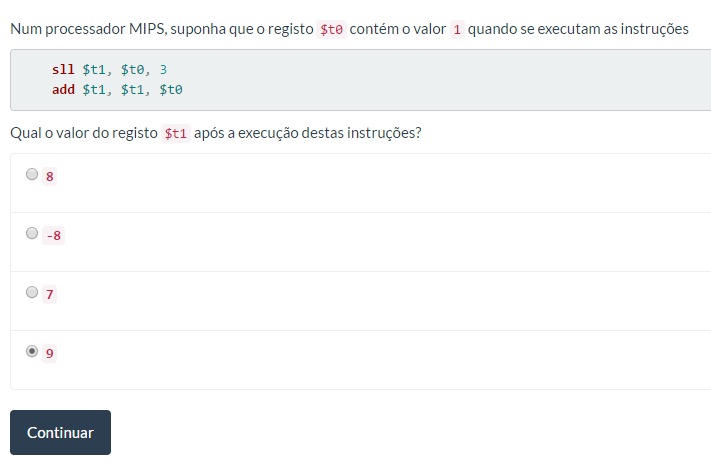 Num processador MIPS, suponha que o registo $t0 contém o valor 1 quando se executam as instruções
sll $t1, $t0, 3
add $t1, $t1, $t0
Qual o valor do registo $t1 após a execução destas instruções?
8
-8
7
9
Continuar